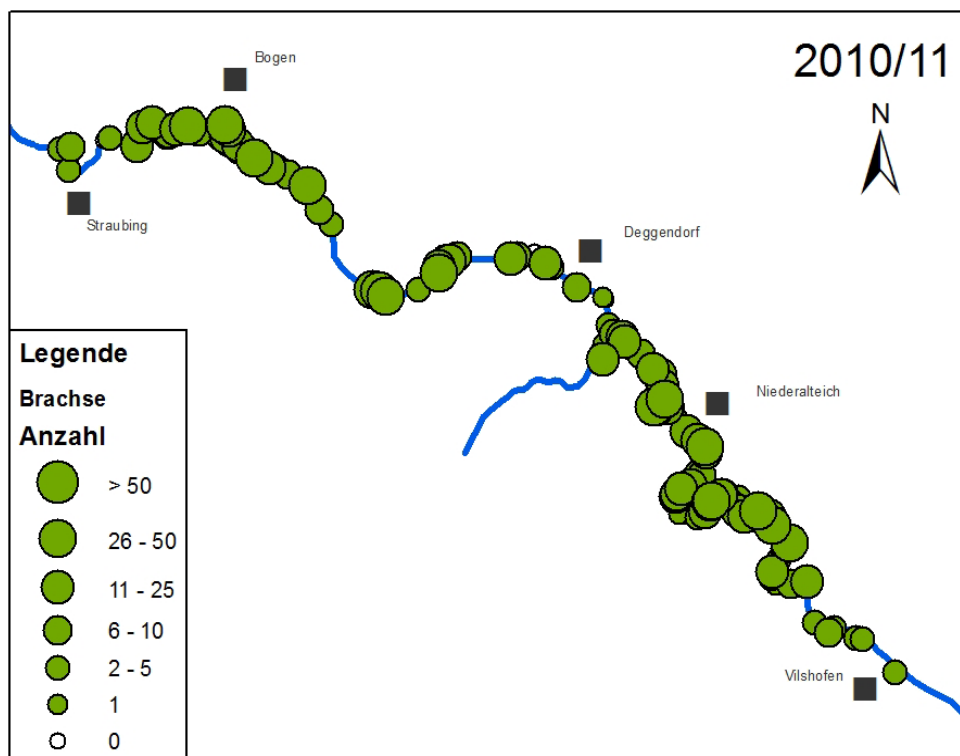 2010/11
N
Bogen
Straubing
Deggendorf
Niederalteich
Vilshofen
Legende
Brachse
Anzahl
> 50
26 - 50
11 - 25
6 - 10
2 - 5
1
0